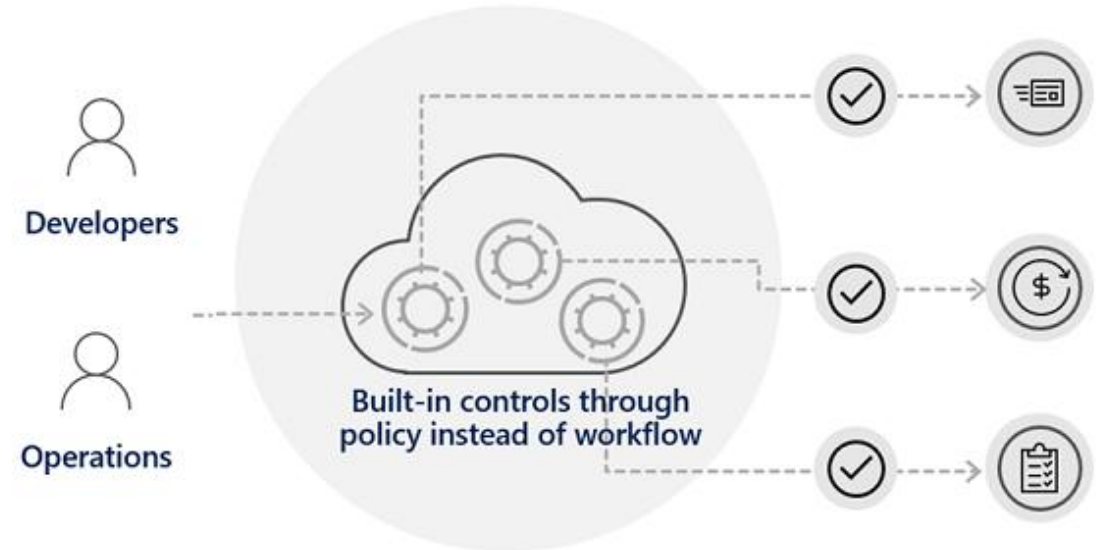 Developers
$
Built-in controls through
policy instead of workflow
Operations